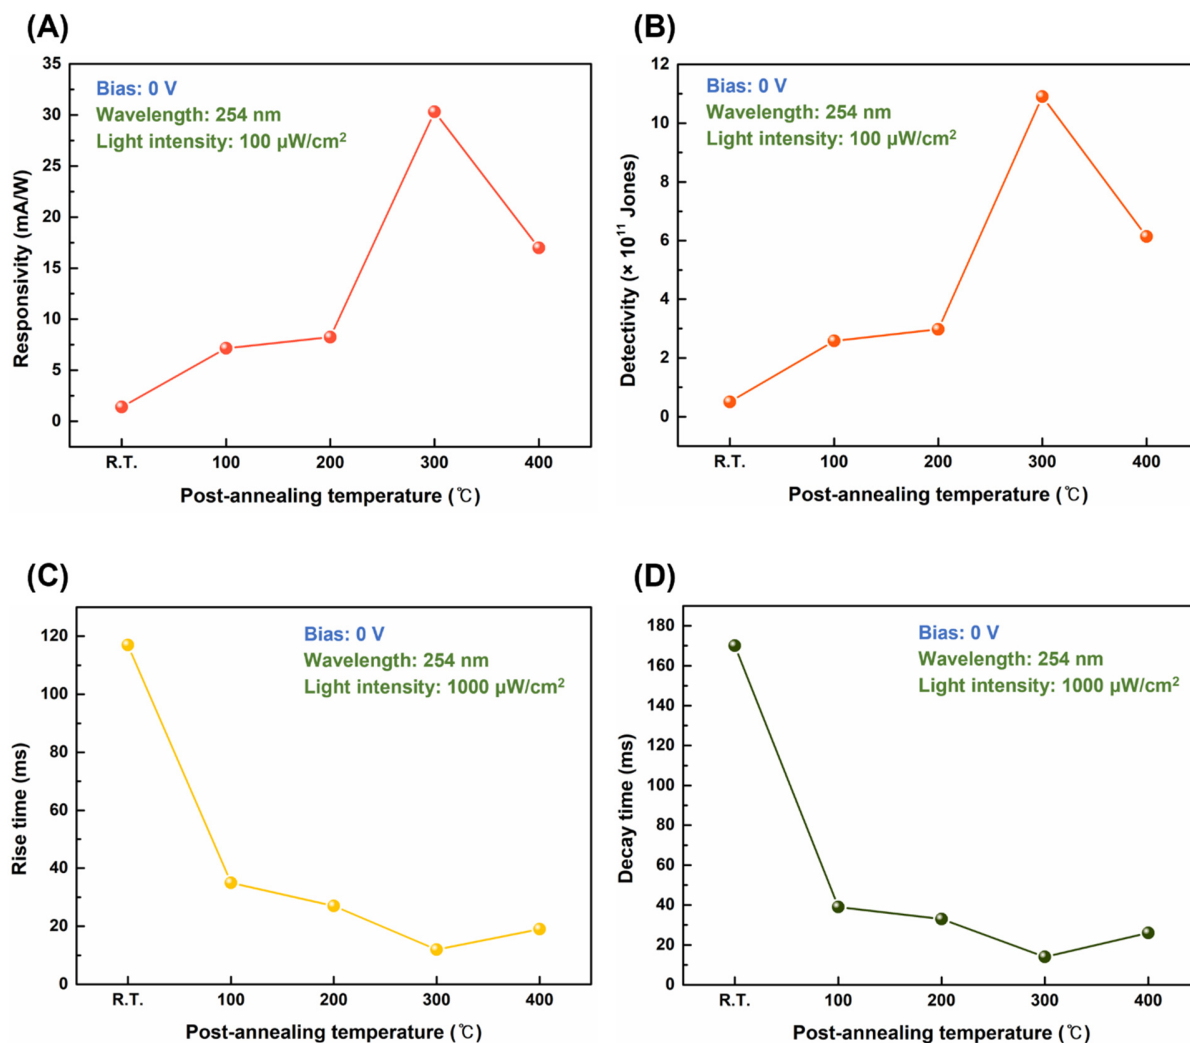 (A)
35
30
25
20
15
10
5
0
Responsivity (mA/W)
Bias: 0 V
Wavelength: 254 nm
Light intensity: 100 μW/cm²
R.T. 100 200 300 400
Post-annealing temperature (℃)
(B)
12
10
8
6
4
2
0
Detectivity (× 10¹¹ Jones)
Bias: 0 V
Wavelength: 254 nm
Light intensity: 100 μW/cm²
R.T. 100 200 300 400
Post-annealing temperature (℃)
(C)
120
100
80
60
40
20
0
Rise time (ms)
Bias: 0 V
Wavelength: 254 nm
Light intensity: 1000 μW/cm²
R.T. 100 200 300 400
Post-annealing temperature (℃)
(D)
180
160
140
120
100
80
60
40
20
0
Decay time (ms)
Bias: 0 V
Wavelength: 254 nm
Light intensity: 1000 μW/cm²
R.T. 100 200 300 400
Post-annealing temperature (℃)